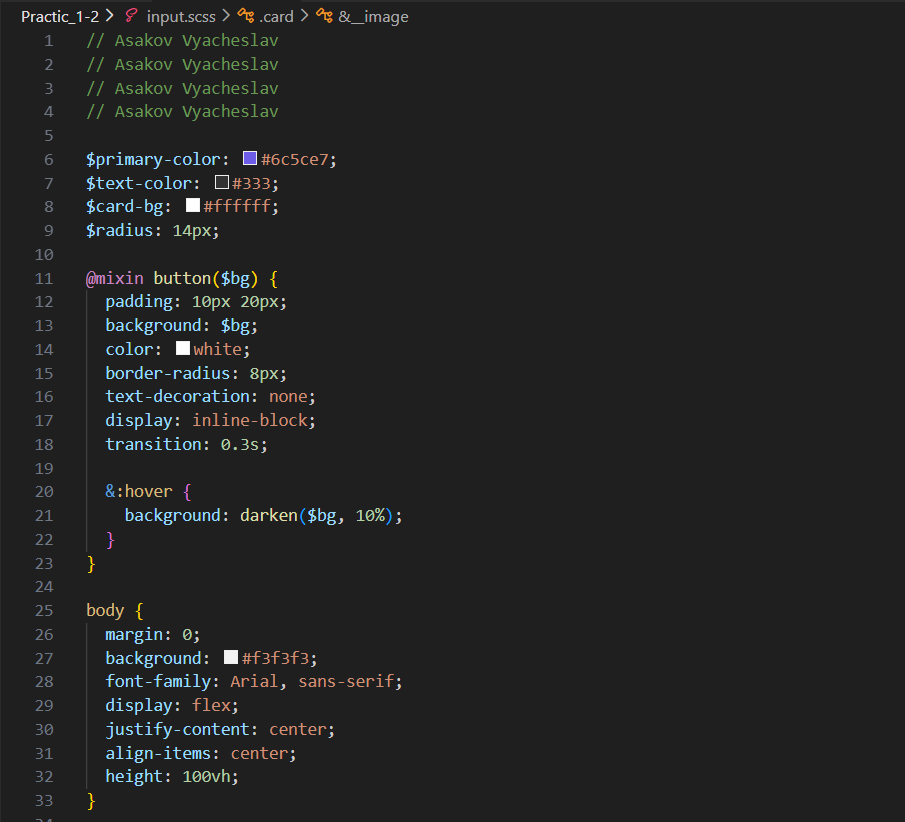 Practic_1-2 > input.scss > .card > &__image
1 // Asakov Vyacheslav
2 // Asakov Vyacheslav
3 // Asakov Vyacheslav
4 // Asakov Vyacheslav
5
6 $primary-color: #6c5ce7;
7 $text-color: #333;
8 $card-bg: #ffffff;
9 $radius: 14px;
10
11 @mixin button($bg) {
12   padding: 10px 20px;
13   background: $bg;
14   color: white;
15   border-radius: 8px;
16   text-decoration: none;
17   display: inline-block;
18   transition: 0.3s;
19
20   &:hover {
21     background: darken($bg, 10%);
22   }
23 }
24
25 body {
26   margin: 0;
27   background: #f3f3f3;
28   font-family: Arial, sans-serif;
29   display: flex;
30   justify-content: center;
31   align-items: center;
32   height: 100vh;
33 }